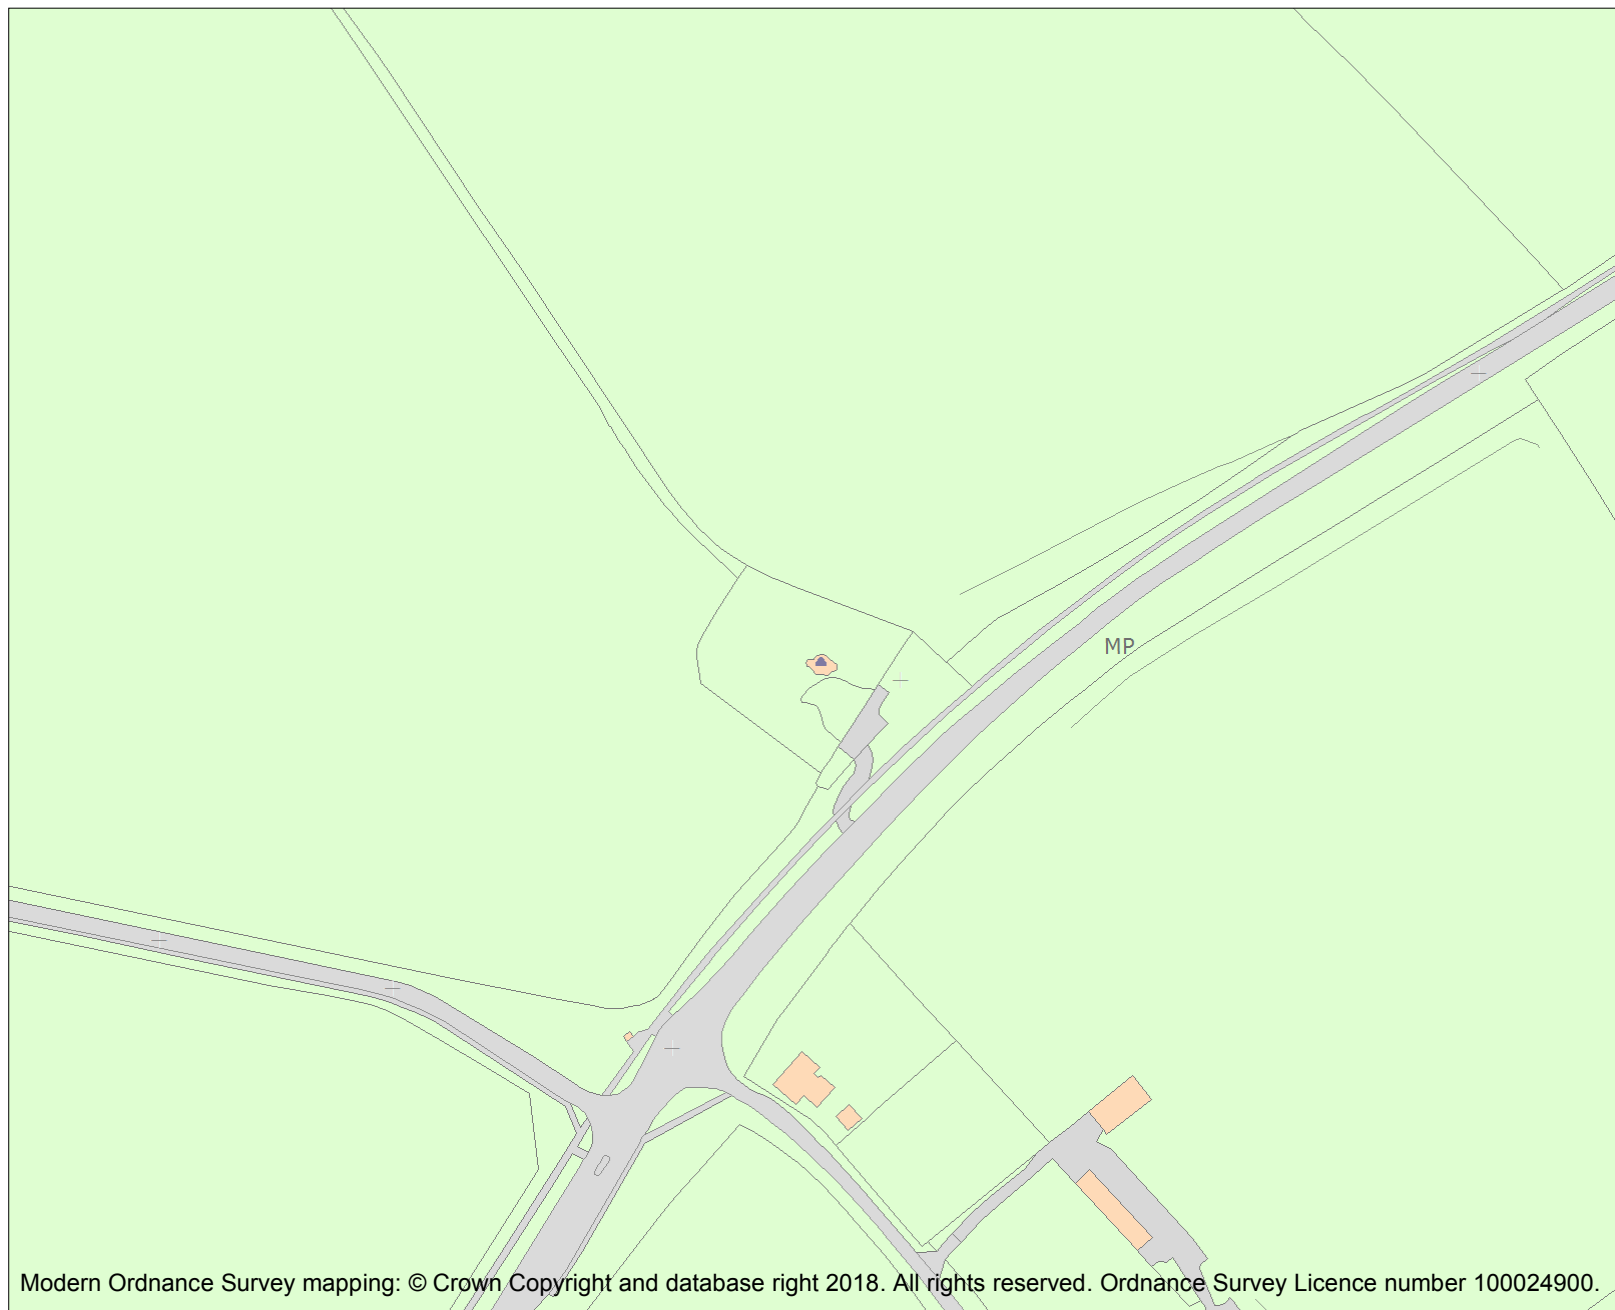 MP
Modern Ordnance Survey mapping: © Crown Copyright and database right 2018. All rights reserved. Ordnance Survey Licence number 100024900.